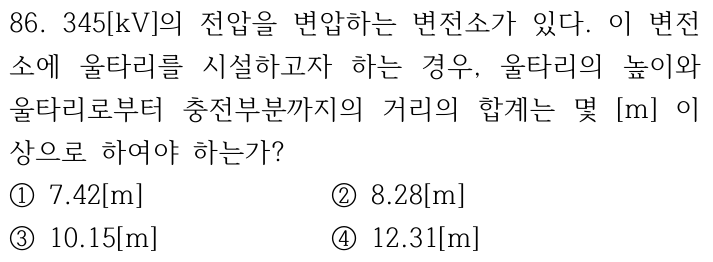 86. 345[kV]의 전압을 변압하는 변전소가 있다. 이 변전
소에 울타리를 시설하고자 하는 경우, 울타리의 높이와
울타리로부터 충전부분까지의 거리의 합계는 몇 [m] 이
상으로 하여야 하는가?
① 7.42[m] ② 8.28[m]
③ 10.15[m] ④ 12.31[m]